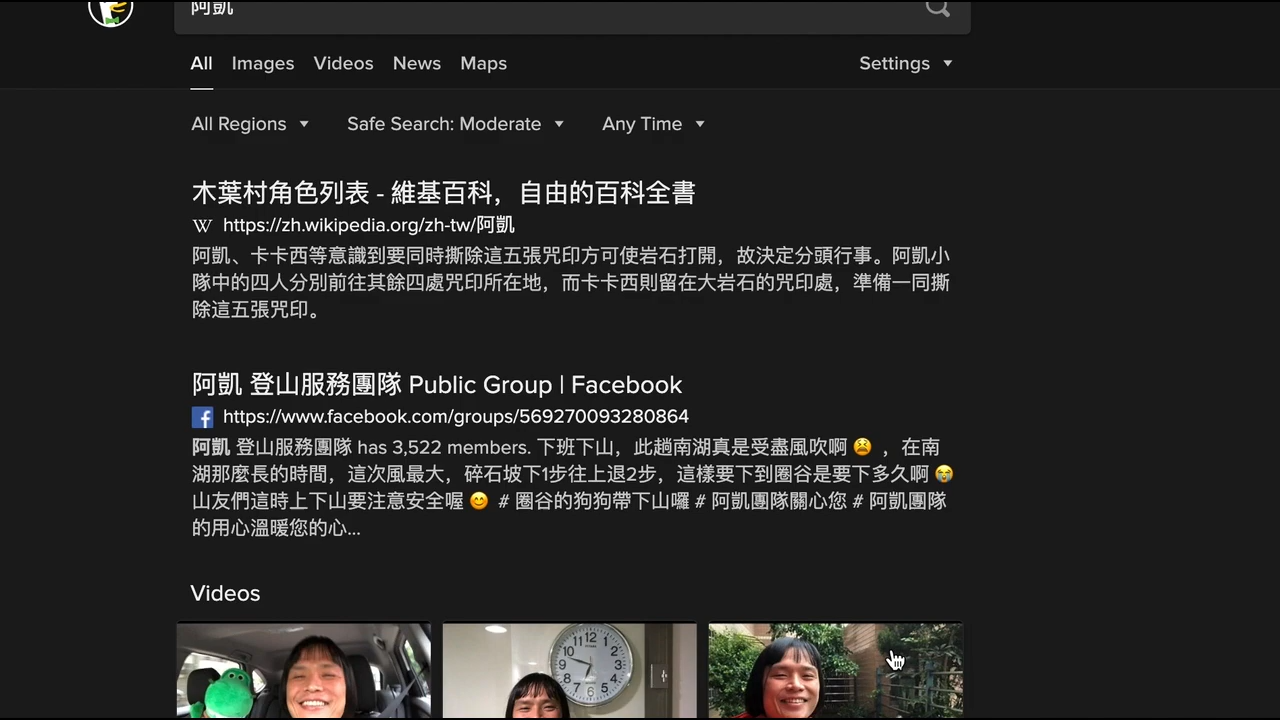 阿凱
All Images Videos News Maps Settings
All Regions Safe Search: Moderate Any Time
木葉村角色列表 - 維基百科，自由的百科全書
W https://zh.wikipedia.org/zh-tw/阿凱
阿凱、卡卡西等意識到要同時撕除這五張咒印方可使岩石打開，故決定分頭行事。阿凱小
隊中的四人分別前往其餘四處咒印所在地，而卡卡西則留在大岩石的咒印處，準備一同撕
除這五張咒印。
阿凱 登山服務團隊 Public Group | Facebook
f https://www.facebook.com/groups/569270093280864
阿凱 登山服務團隊 has 3,522 members. 下班下山，此趟南湖真是受盡風吹啊 😫 ，在南
湖那麼長的時間，這次風最大，碎石坡下1步往上退2步，這樣要下到圈谷是要下多久啊 😭
山友們這時上下山要注意安全喔 😊 # 圈谷的狗狗帶下山囉 # 阿凱團隊關心您 # 阿凱團隊
的用心溫暖您的心...
Videos
11 12 1
10 2
9 3
8 4
7 6 5